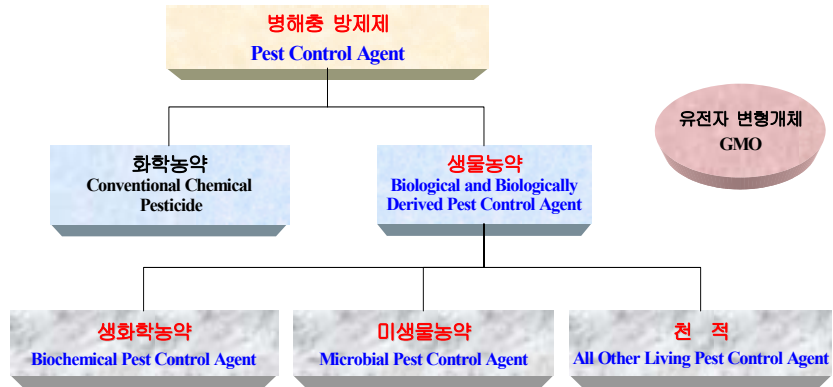 병해충 방제제
Pest Control Agent
유전자 변형개체
GMO
화학농약
Conventional Chemical
Pesticide
생물농약
Biological and Biologically
Derived Pest Control Agent
생화학농약
Biochemical Pest Control Agent
미생물농약
Microbial Pest Control Agent
천 적
All Other Living Pest Control Agent